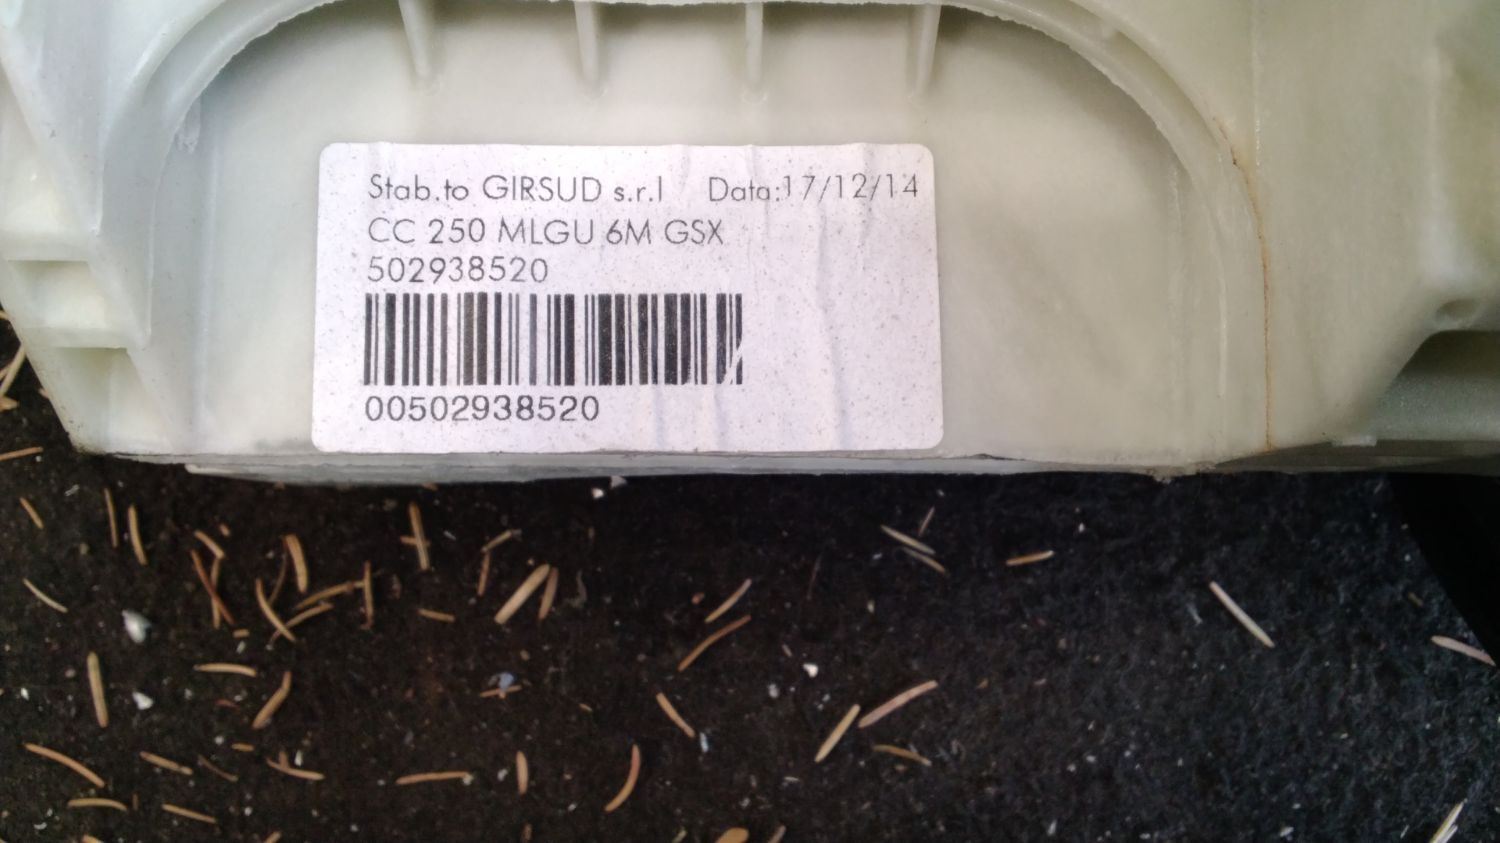 Stab.to GIRSUD s.r.l Data:17/12/14
CC 250 MLGU 6M GSX
502938520
00502938520